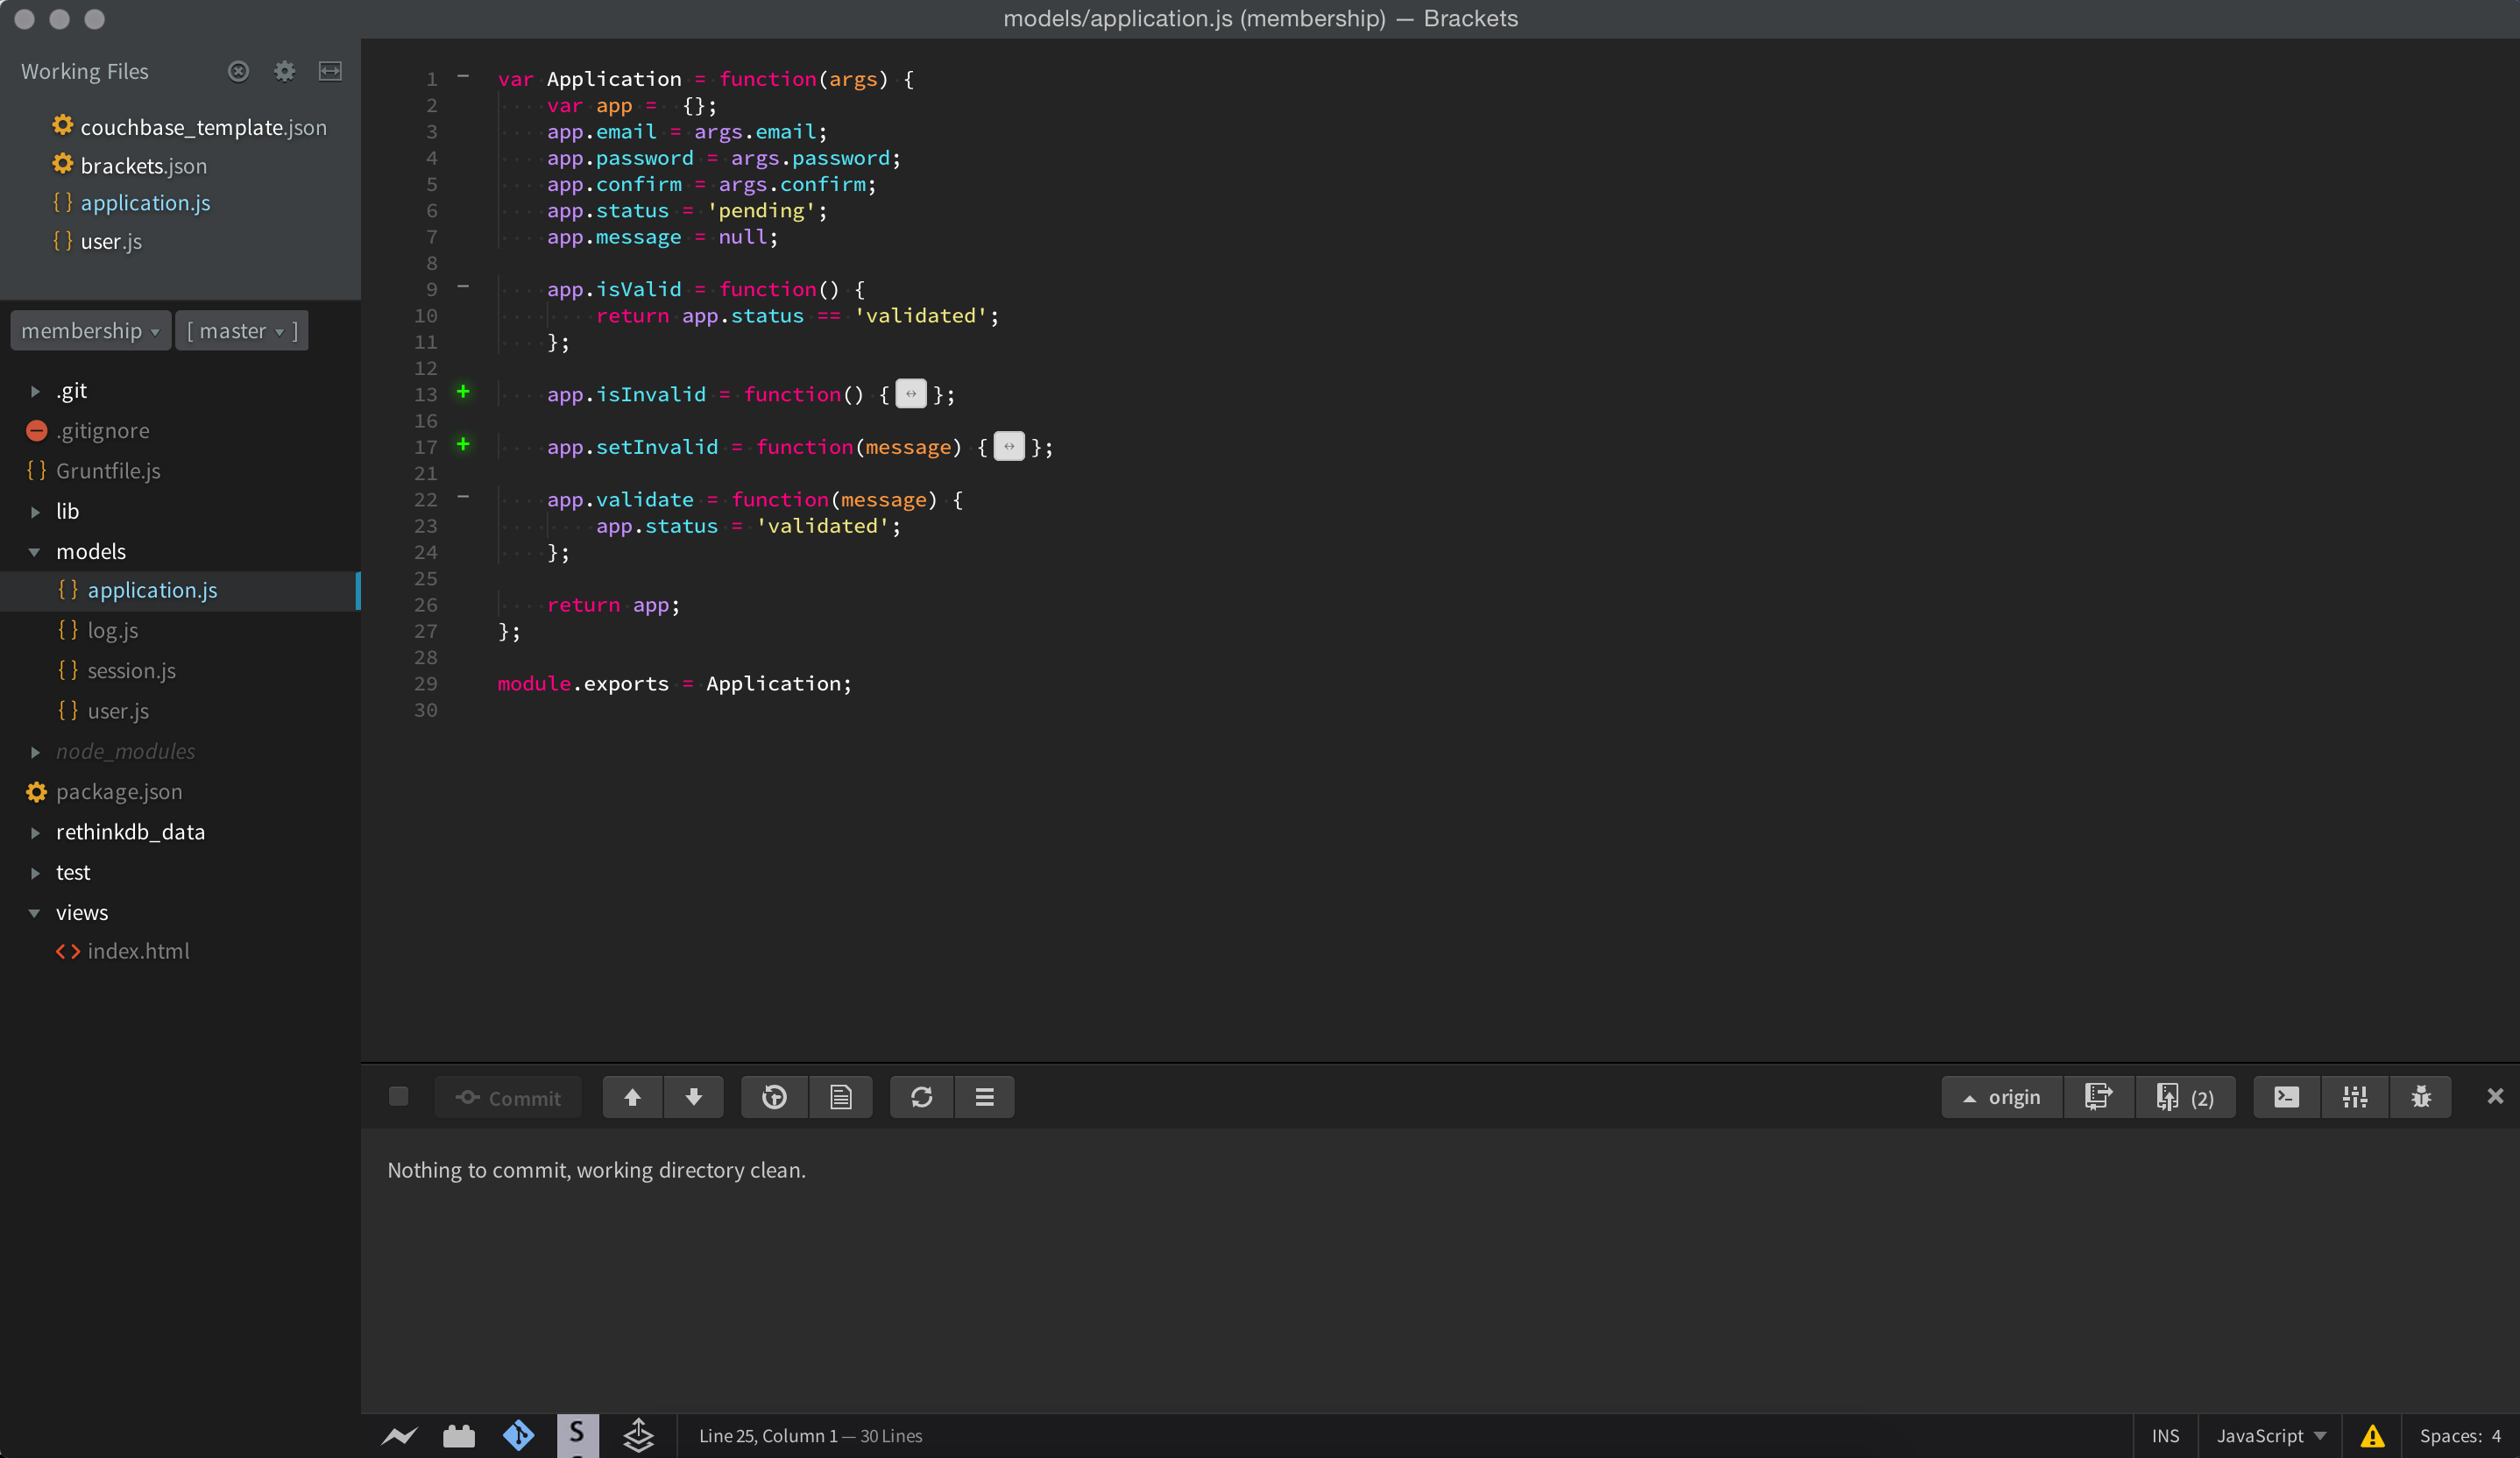 models/application.js (membership) — Brackets
Working Files
couchbase_template.json
brackets.json
application.js
user.js
membership
[ master ]
.git
.gitignore
Gruntfile.js
lib
models
application.js
log.js
session.js
user.js
node_modules
package.json
rethinkdb_data
test
views
index.html
1 var Application = function(args) {
2 var app = {};
3 app.email = args.email;
4 app.password = args.password;
5 app.confirm = args.confirm;
6 app.status = 'pending';
7 app.message = null;
8
9 app.isValid = function() {
10 return app.status == 'validated';
11 };
12
13 app.isInvalid = function() {↔};
16
17 app.setInvalid = function(message) {↔};
21
22 app.validate = function(message) {
23 app.status = 'validated';
24 };
25
26 return app;
27 };
28
29 module.exports = Application;
30
Commit
origin
(2)
Nothing to commit, working directory clean.
S
Line 25, Column 1 — 30 Lines
INS
JavaScript
Spaces: 4